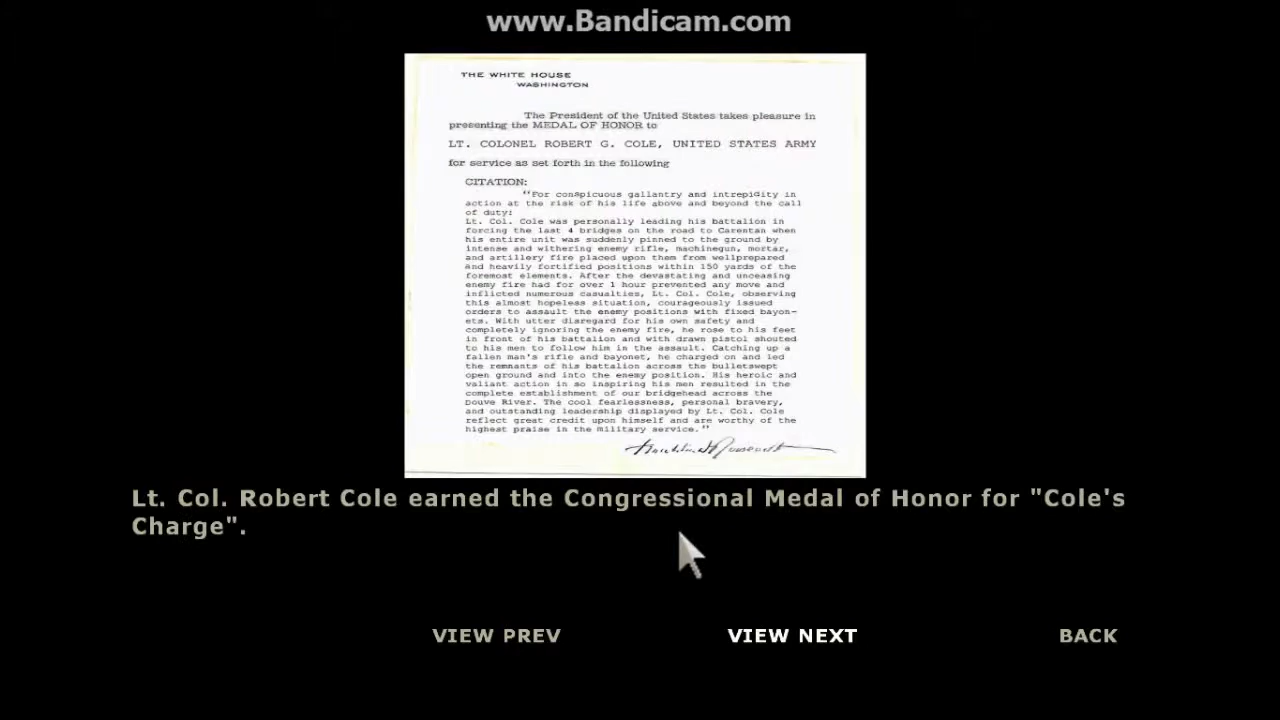 www.Bandicam.com
THE WHITE HOUSE
WASHINGTON
The President of the United States takes pleasure in
presenting the MEDAL OF HONOR to
LT. COLONEL ROBERT G. COLE, UNITED STATES ARMY
for service as set forth in the following
CITATION:
"For conspicuous gallantry and intrepidity in
action at the risk of his life above and beyond the call
of duty:
Lt. Col. Cole was personally leading his battalion in
forcing the last 4 bridges on the road to Carentan when
his entire unit was suddenly pinned to the ground by
intense and withering enemy rifle, machinegun, mortar,
and artillery fire placed upon them from wellprepared
and heavily fortified positions within 150 yards of the
foremost elements. After the devastating and unceasing
enemy fire had for over 1 hour prevented any move and
inflicted numerous casualties, Lt. Col. Cole, observing
this almost hopeless situation, courageously issued
orders to assault the enemy positions with fixed bayon-
ets. With utter disregard for his own safety and
completely ignoring the enemy fire, he rose to his feet
in front of his battalion and with drawn pistol shouted
to his men to follow him in the assault. Catching up a
fallen man's rifle and bayonet, he charged on and led
the remnants of his battalion across the bulletswept
open ground and into the enemy position. His heroic and
valiant action in so inspiring his men resulted in the
complete establishment of our bridgehead across the
Douve River. The cool fearlessness, personal bravery,
and outstanding leadership displayed by Lt. Col. Cole
reflect great credit upon himself and are worthy of the
highest praise in the military service."
Franklin D Roosevelt
Lt. Col. Robert Cole earned the Congressional Medal of Honor for "Cole's
Charge".
VIEW PREV VIEW NEXT BACK